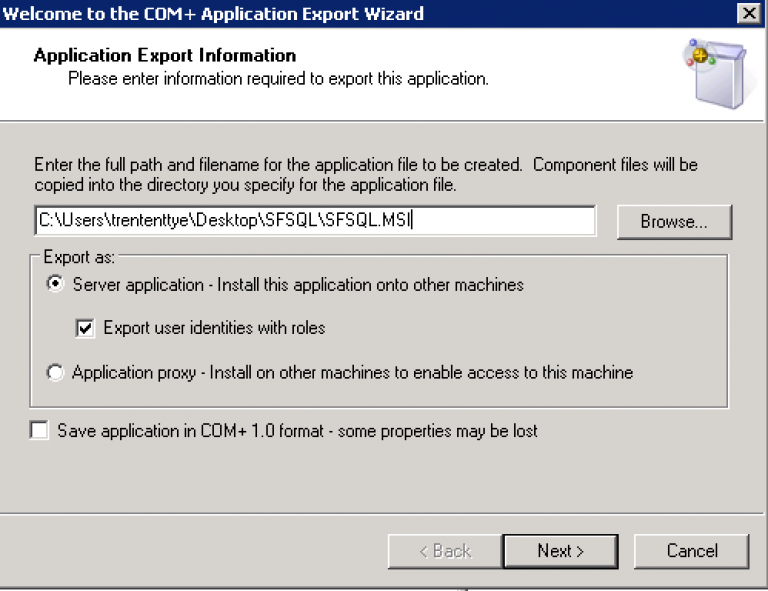 Welcome to the COM+ Application Export Wizard
Application Export Information
Please enter information required to export this application.
Enter the full path and filename for the application file to be created.  Component files will be
copied into the directory you specify for the application file.
C:\Users\trententtye\Desktop\SFSQL\SFSQL.MSI
Browse...
Export as:
Server application - Install this application onto other machines
Export user identities with roles
Application proxy - Install on other machines to enable access to this machine
Save application in COM+ 1.0 format - some properties may be lost
< Back
Next >
Cancel